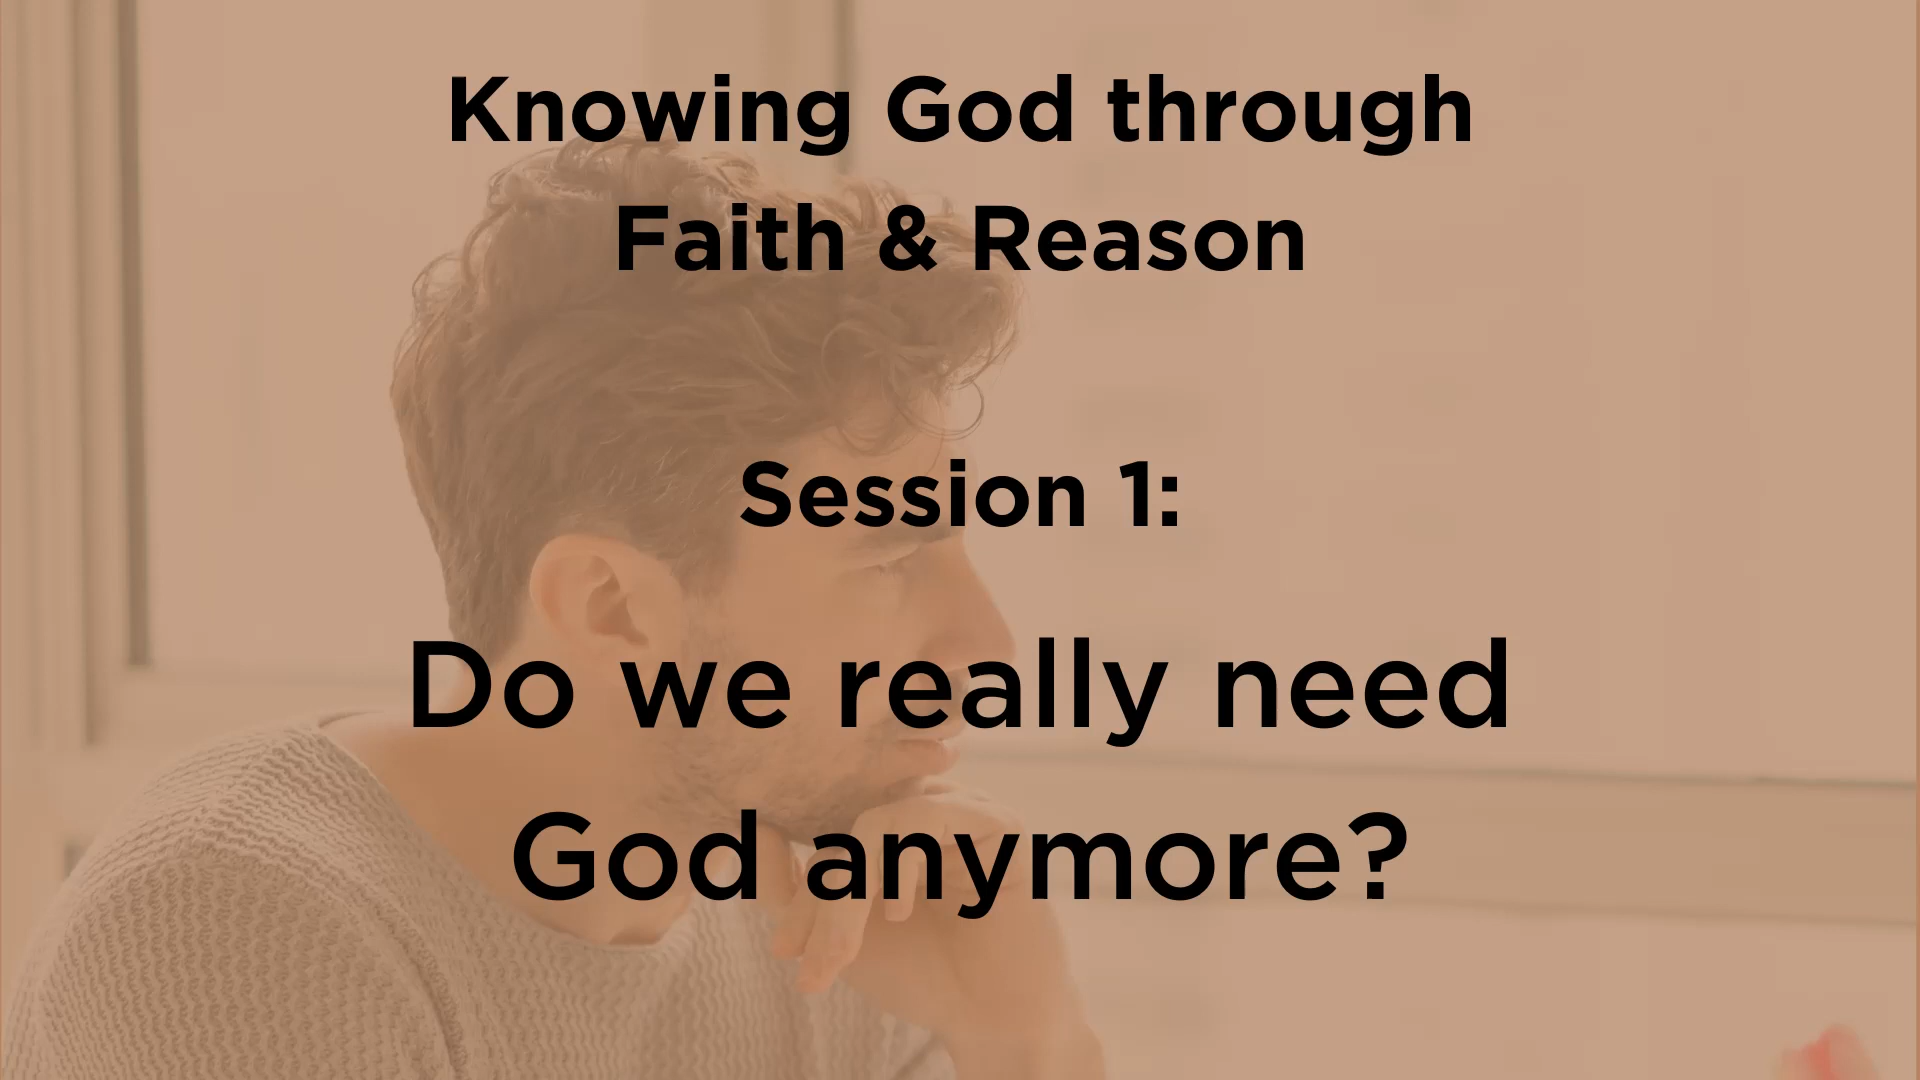 Knowing God through
Faith & Reason
Session 1:
Do we really need
God anymore?